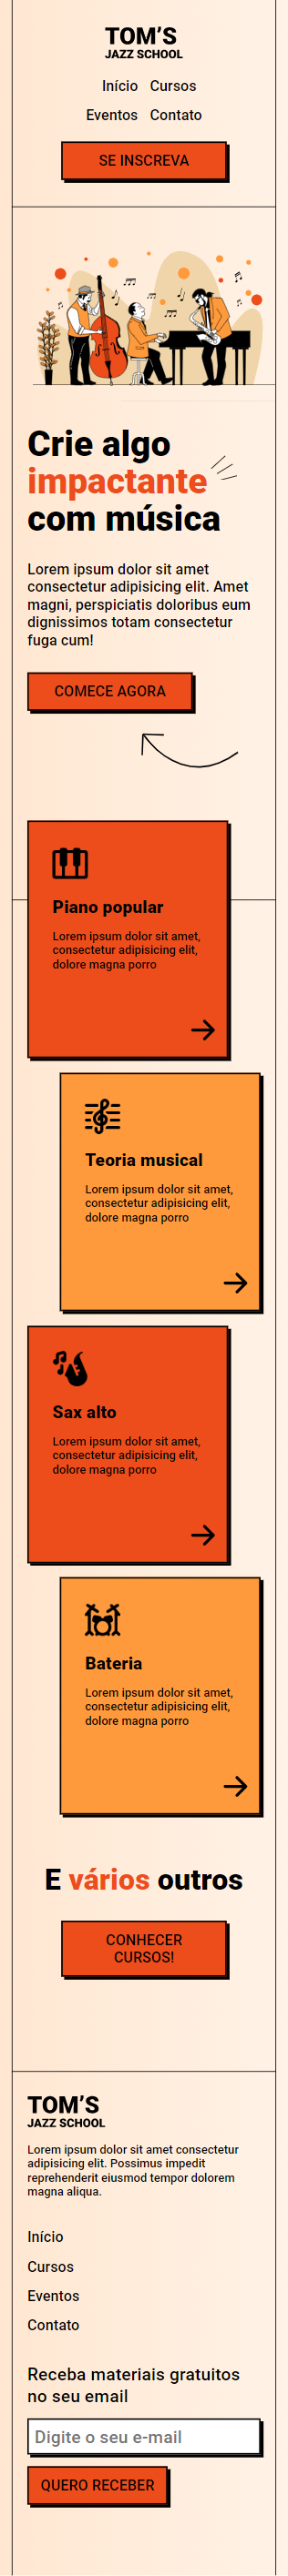 TOM'S
JAZZ SCHOOL
Início Cursos
Eventos Contato
SE INSCREVA
Crie algo
impactante
com música
Lorem ipsum dolor sit amet
consectetur adipisicing elit. Amet
magni, perspiciatis doloribus eum
dignissimos totam consectetur
fuga cum!
COMECE AGORA
Piano popular
Lorem ipsum dolor sit amet,
consectetur adipisicing elit,
dolore magna porro
Teoria musical
Lorem ipsum dolor sit amet,
consectetur adipisicing elit,
dolore magna porro
Sax alto
Lorem ipsum dolor sit amet,
consectetur adipisicing elit,
dolore magna porro
Bateria
Lorem ipsum dolor sit amet,
consectetur adipisicing elit,
dolore magna porro
E vários outros
CONHECER
CURSOS!
TOM'S
JAZZ SCHOOL
Lorem ipsum dolor sit amet consectetur
adipisicing elit. Possimus impedit
reprehenderit eiusmod tempor dolorem
magna aliqua.
Início
Cursos
Eventos
Contato
Receba materiais gratuitos
no seu email
Digite o seu e-mail
QUERO RECEBER